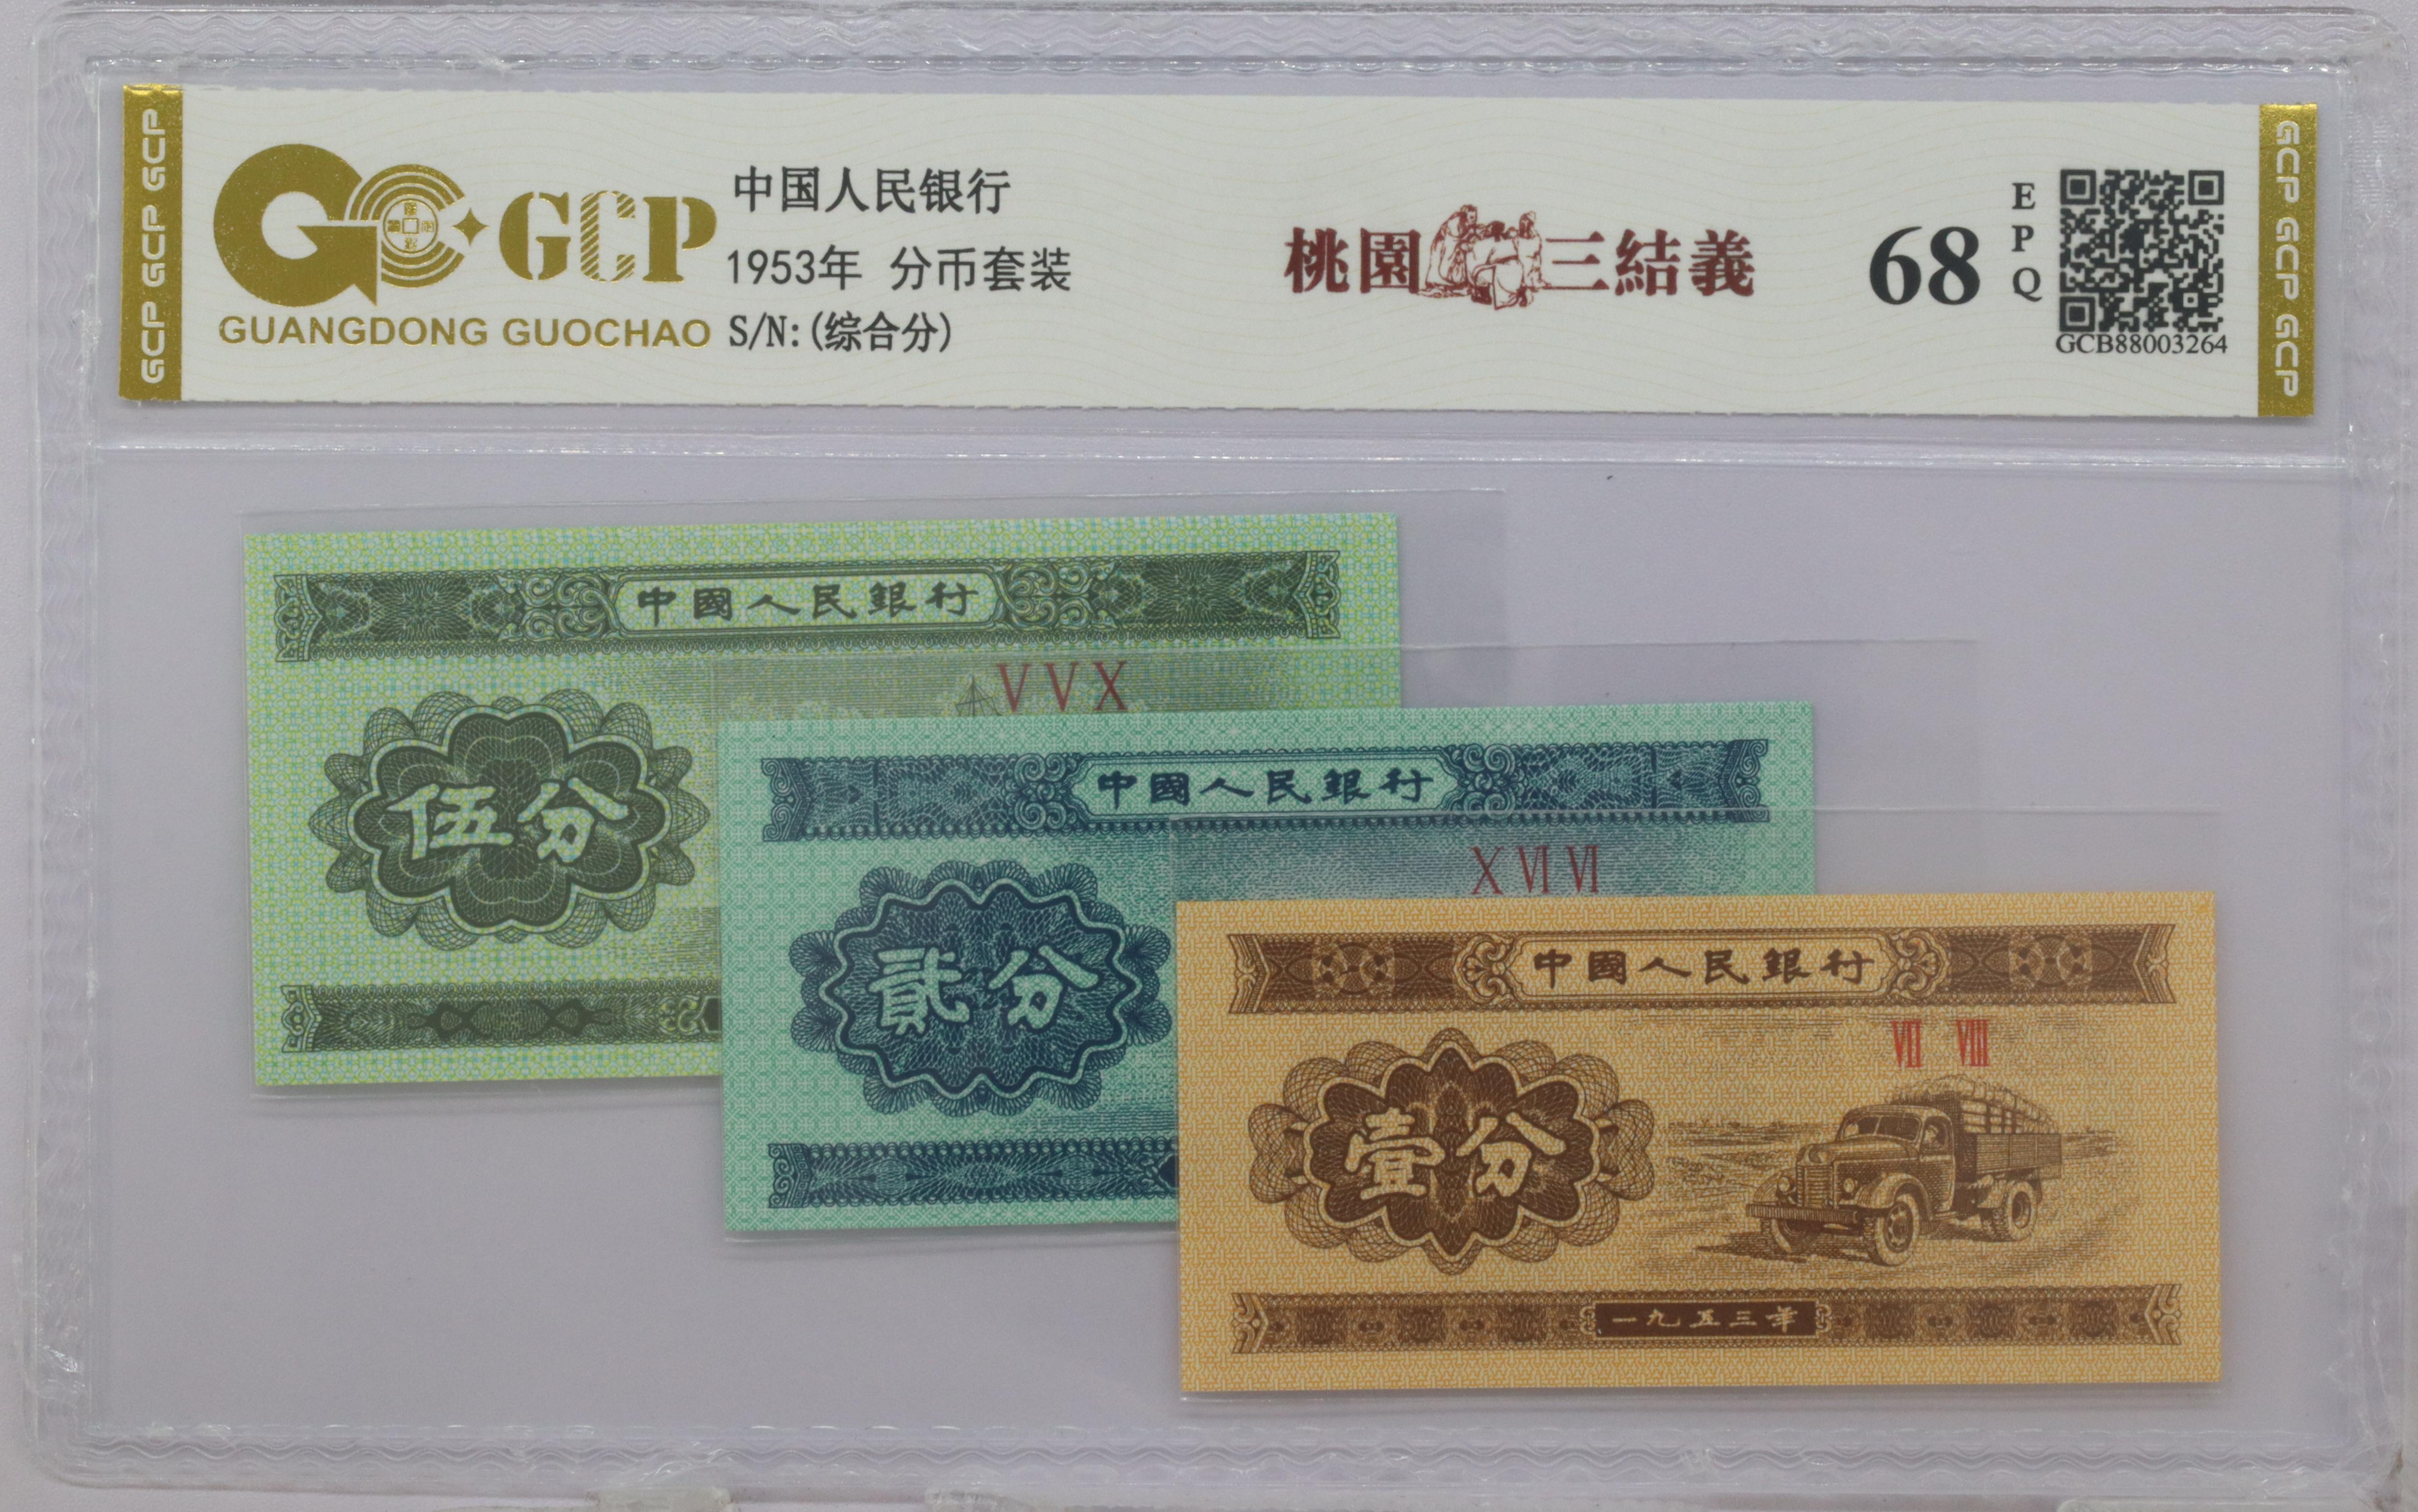 GCP GCP GCP
GCP
GUANGDONG GUOCHAO
中国人民银行
1953年 分币套装
S/N:(综合分)
桃園三結義
68
EPQ
GCB88003264
GCP GCP GCP
中國人民銀行
VVX
伍分
中國人民銀行
X VI VI
貳分
中國人民銀行
VII VIII
壹分
一九五三年